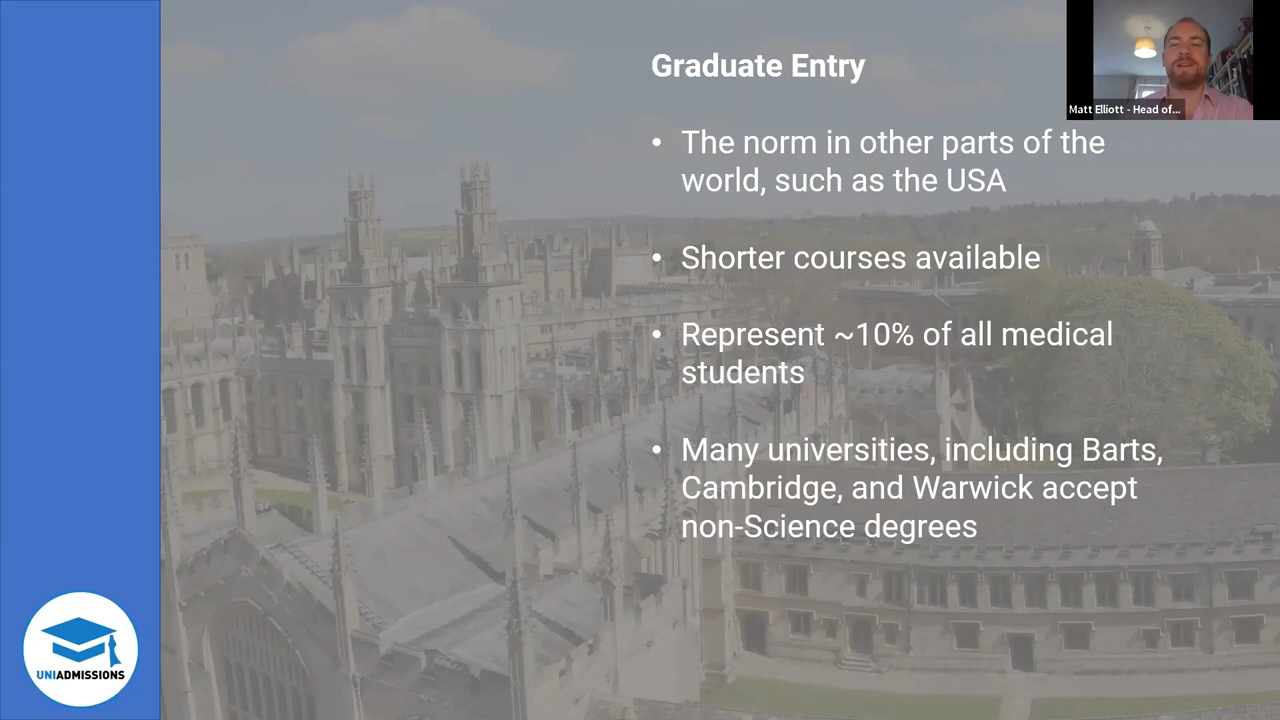 Graduate Entry
Matt Elliott - Head of...
• The norm in other parts of the
world, such as the USA
• Shorter courses available
• Represent ~10% of all medical
students
• Many universities, including Barts,
Cambridge, and Warwick accept
non-Science degrees
UNIADMISSIONS